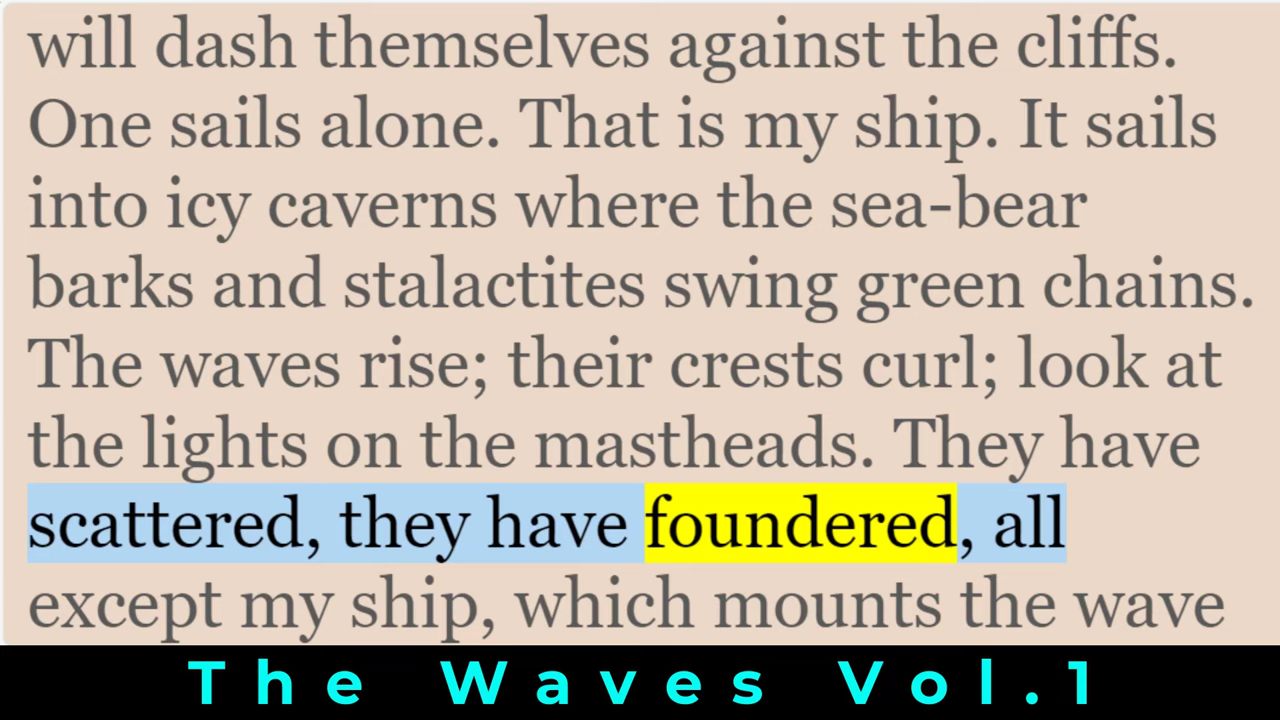 will dash themselves against the cliffs.
One sails alone. That is my ship. It sails
into icy caverns where the sea-bear
barks and stalactites swing green chains.
The waves rise; their crests curl; look at
the lights on the mastheads. They have
scattered, they have foundered, all
except my ship, which mounts the wave
The Waves Vol.1